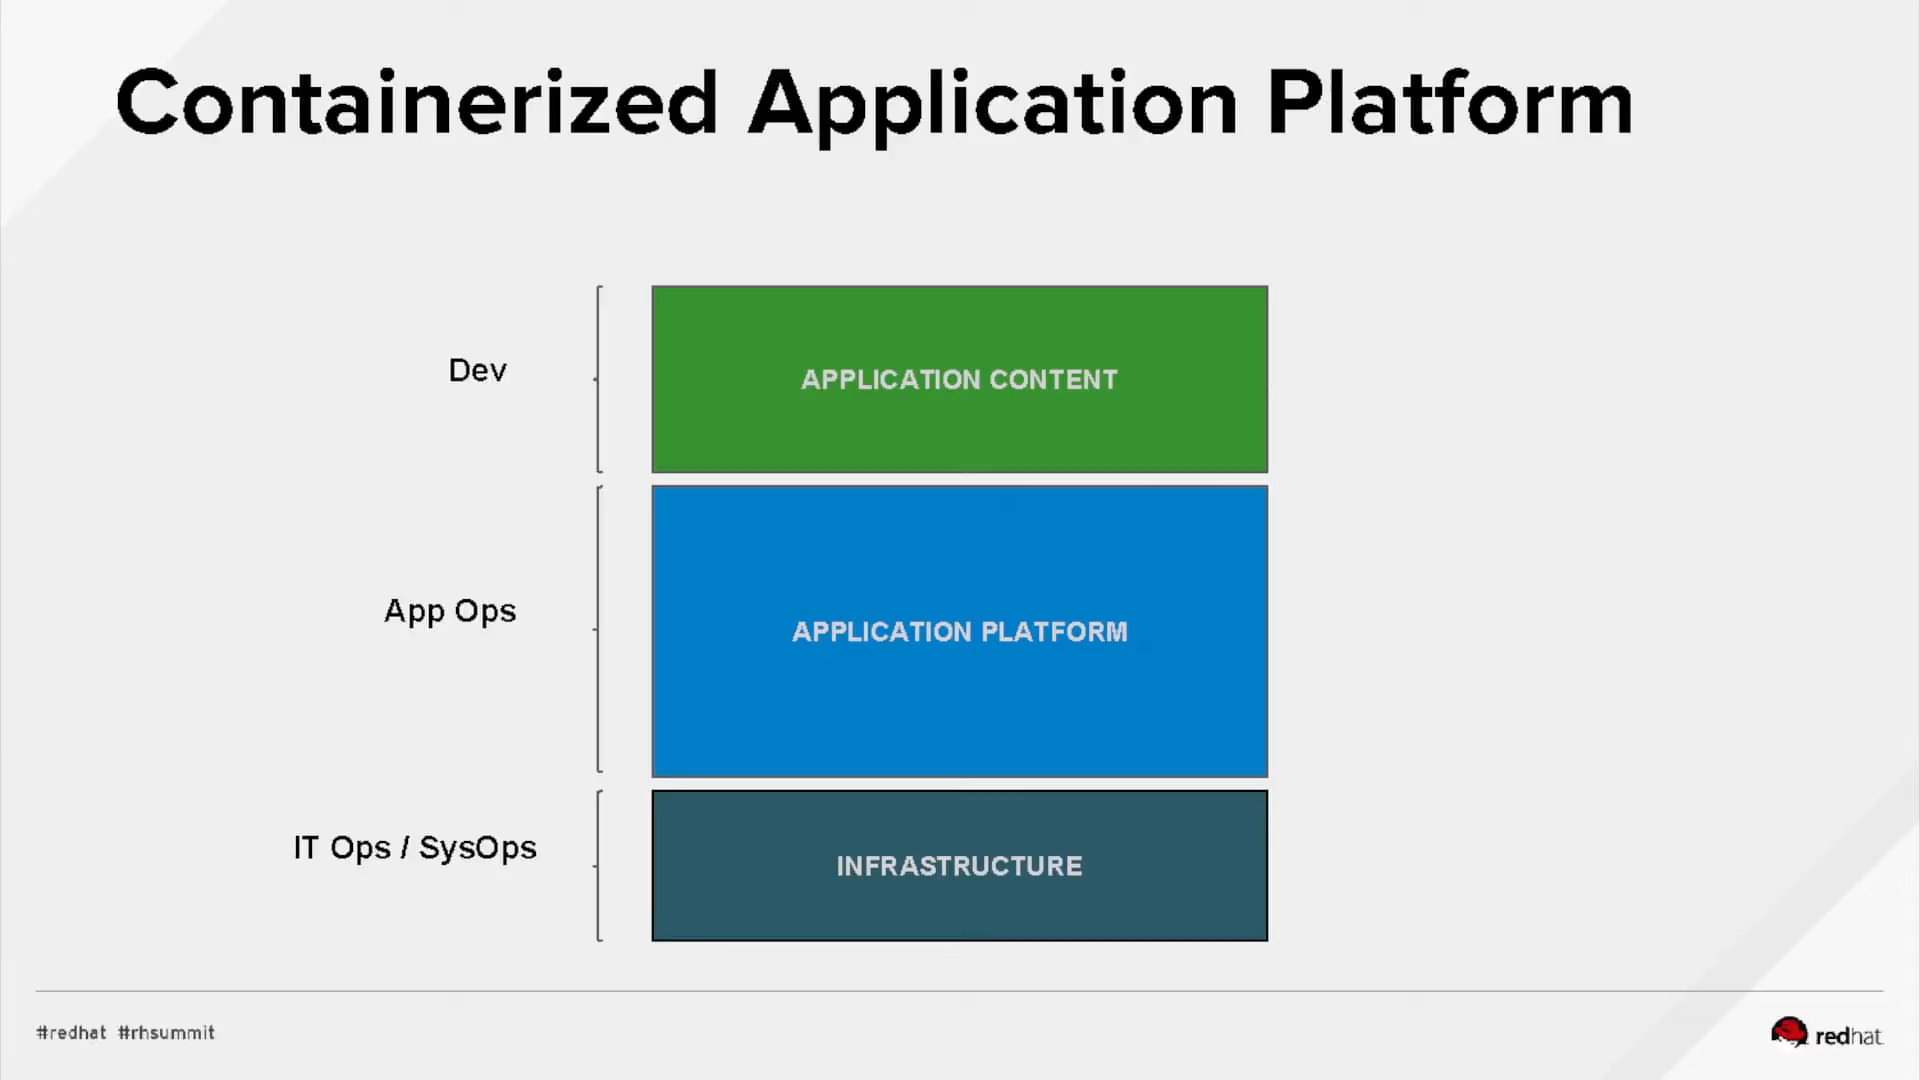 Containerized Application Platform
Dev
APPLICATION CONTENT
App Ops
APPLICATION PLATFORM
IT Ops / SysOps
INFRASTRUCTURE
#redhat #rhsummit
redhat